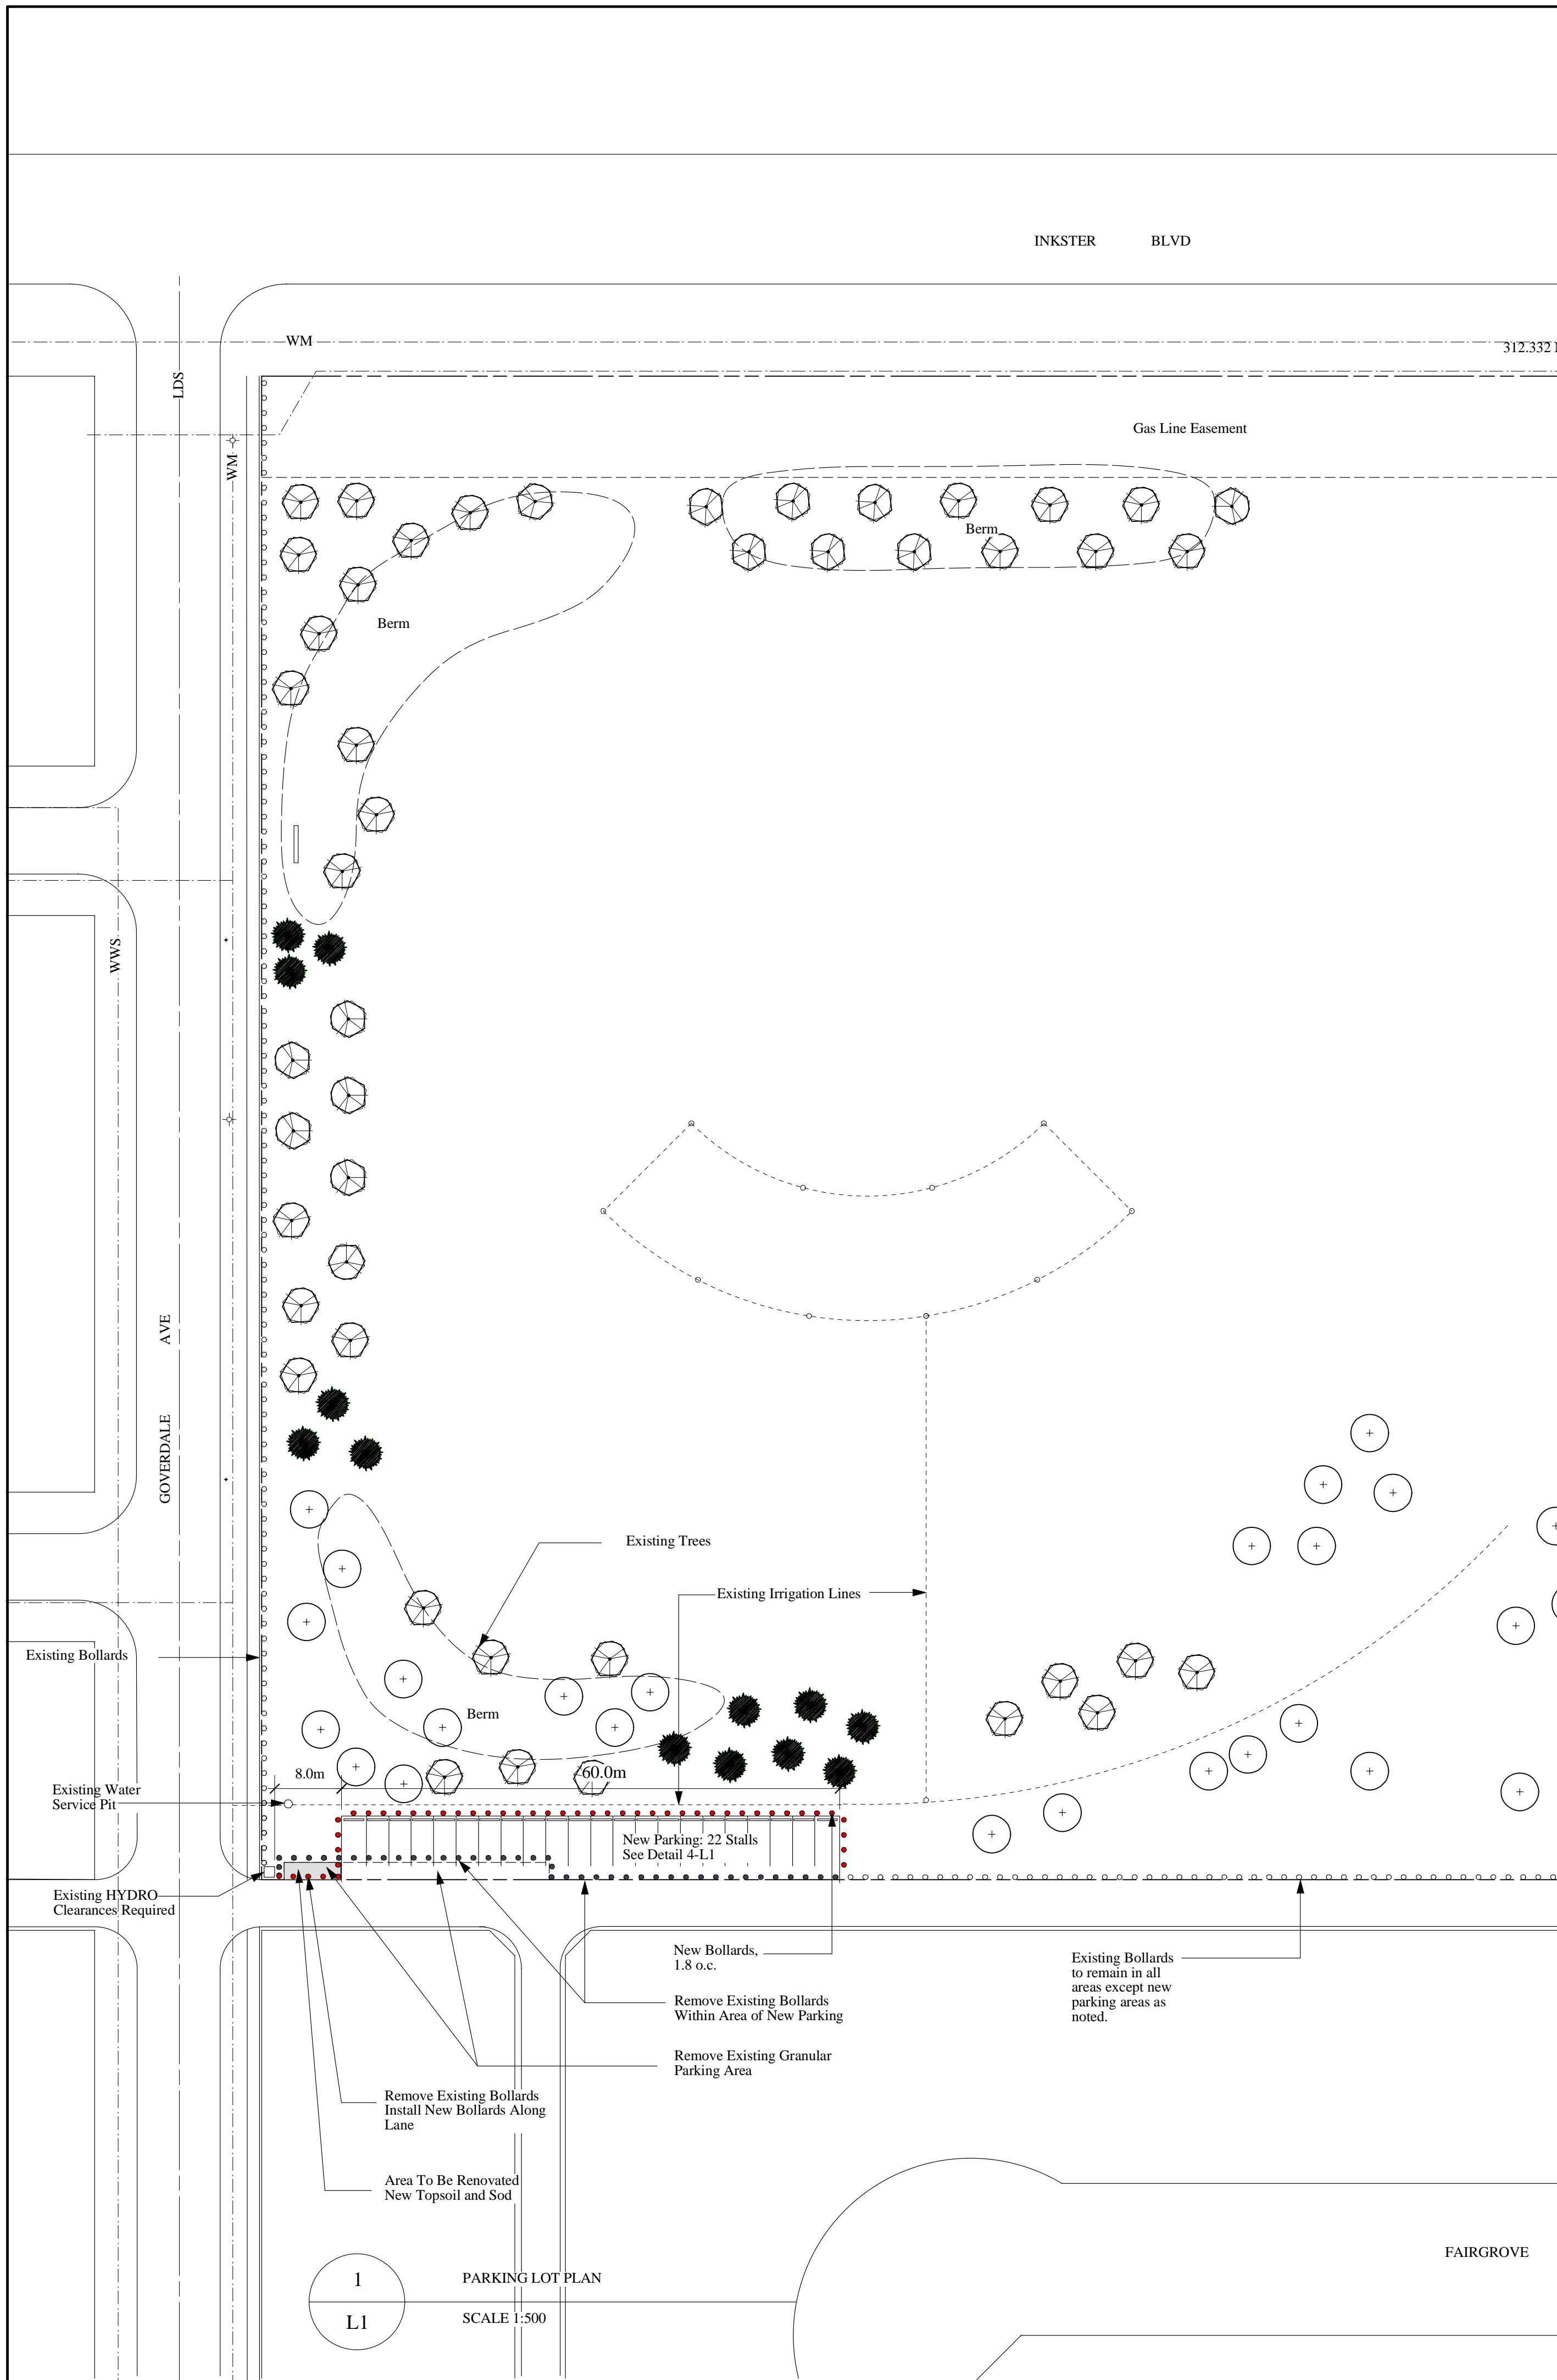 INKSTER BLVD
WM
312.332
LDS
Gas Line Easement
WM
Berm
Berm
WWS
GOVERDALE AVE
Existing Trees
Existing Irrigation Lines
Existing Bollards
Berm
8.0m
60.0m
Existing Water
Service Pit
New Parking: 22 Stalls
See Detail 4-L1
Existing HYDRO
Clearances Required
New Bollards,
1.8 o.c.
Existing Bollards
to remain in all
areas except new
parking areas as
noted.
Remove Existing Bollards
Within Area of New Parking
Remove Existing Granular
Parking Area
Remove Existing Bollards
Install New Bollards Along
Lane
Area To Be Renovated
New Topsoil and Sod
FAIRGROVE
1
L1
PARKING LOT PLAN
SCALE 1:500